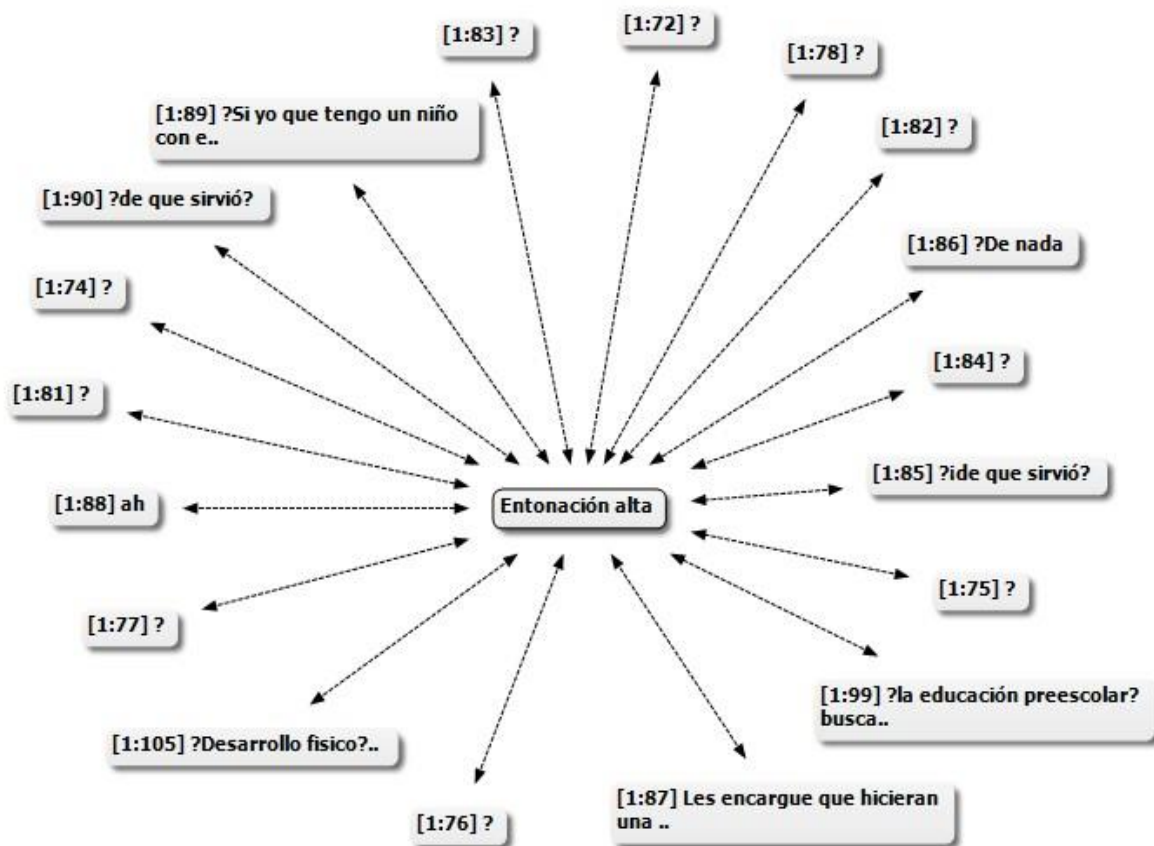 [1:83] ?
[1:72] ?
[1:78] ?
[1:89] ?Si yo que tengo un niño
con e..
[1:82] ?
[1:90] ?de que sirvió?
[1:86] ?De nada
[1:74] ?
[1:84] ?
[1:81] ?
[1:85] ?¡de que sirvió?
[1:88] ah
Entonación alta
[1:75] ?
[1:77] ?
[1:99] ?la educación preescolar?
busca..
[1:105] ?Desarrollo fisico?..
[1:87] Les encargue que hicieran
una ..
[1:76] ?